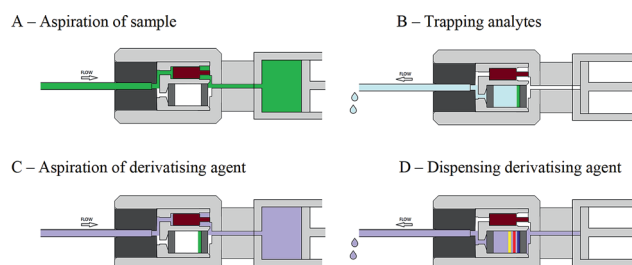 A – Aspiration of sample
B – Trapping analytes
FLOW
FLOW
C – Aspiration of derivatising agent
D – Dispensing derivatising agent
FLOW
FLOW